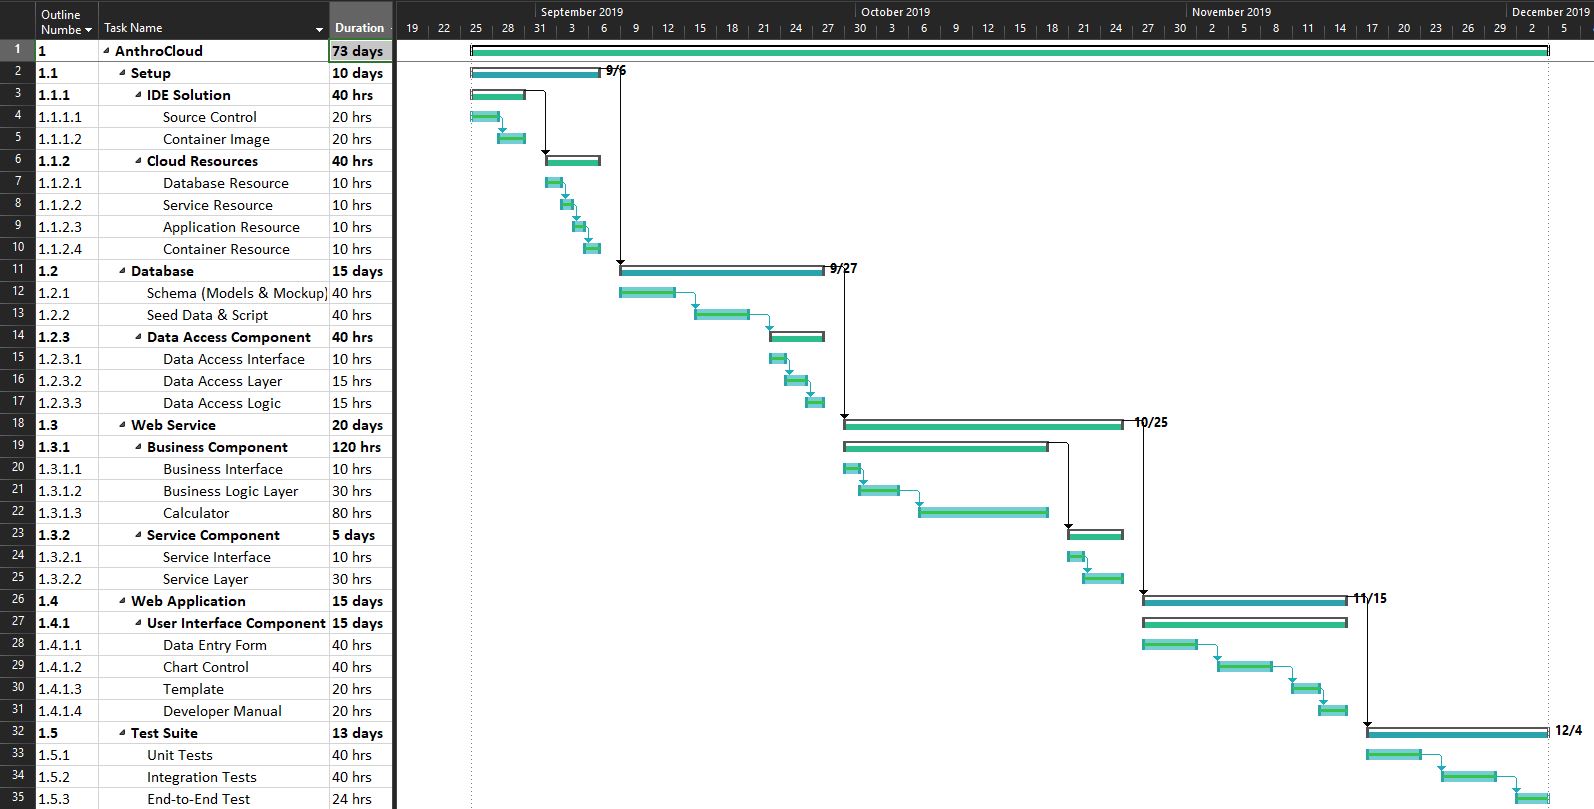 September 2019 October 2019 November 2019 December 2019
Outline Numbe Task Name Duration 19 22 25 28 31 3 6 9 12 15 18 21 24 27 30 3 6 9 12 15 18 21 24 27 30 2 5 8 11 14 17 20 23 26 29 2 5
1 1 AnthroCloud 73 days
2 1.1 Setup 10 days 9/6
3 1.1.1 IDE Solution 40 hrs
4 1.1.1.1 Source Control 20 hrs
5 1.1.1.2 Container Image 20 hrs
6 1.1.2 Cloud Resources 40 hrs
7 1.1.2.1 Database Resource 10 hrs
8 1.1.2.2 Service Resource 10 hrs
9 1.1.2.3 Application Resource 10 hrs
10 1.1.2.4 Container Resource 10 hrs
11 1.2 Database 15 days 9/27
12 1.2.1 Schema (Models & Mockup) 40 hrs
13 1.2.2 Seed Data & Script 40 hrs
14 1.2.3 Data Access Component 40 hrs
15 1.2.3.1 Data Access Interface 10 hrs
16 1.2.3.2 Data Access Layer 15 hrs
17 1.2.3.3 Data Access Logic 15 hrs
18 1.3 Web Service 20 days 10/25
19 1.3.1 Business Component 120 hrs
20 1.3.1.1 Business Interface 10 hrs
21 1.3.1.2 Business Logic Layer 30 hrs
22 1.3.1.3 Calculator 80 hrs
23 1.3.2 Service Component 5 days
24 1.3.2.1 Service Interface 10 hrs
25 1.3.2.2 Service Layer 30 hrs
26 1.4 Web Application 15 days 11/15
27 1.4.1 User Interface Component 15 days
28 1.4.1.1 Data Entry Form 40 hrs
29 1.4.1.2 Chart Control 40 hrs
30 1.4.1.3 Template 20 hrs
31 1.4.1.4 Developer Manual 20 hrs
32 1.5 Test Suite 13 days 12/4
33 1.5.1 Unit Tests 40 hrs
34 1.5.2 Integration Tests 40 hrs
35 1.5.3 End-to-End Test 24 hrs